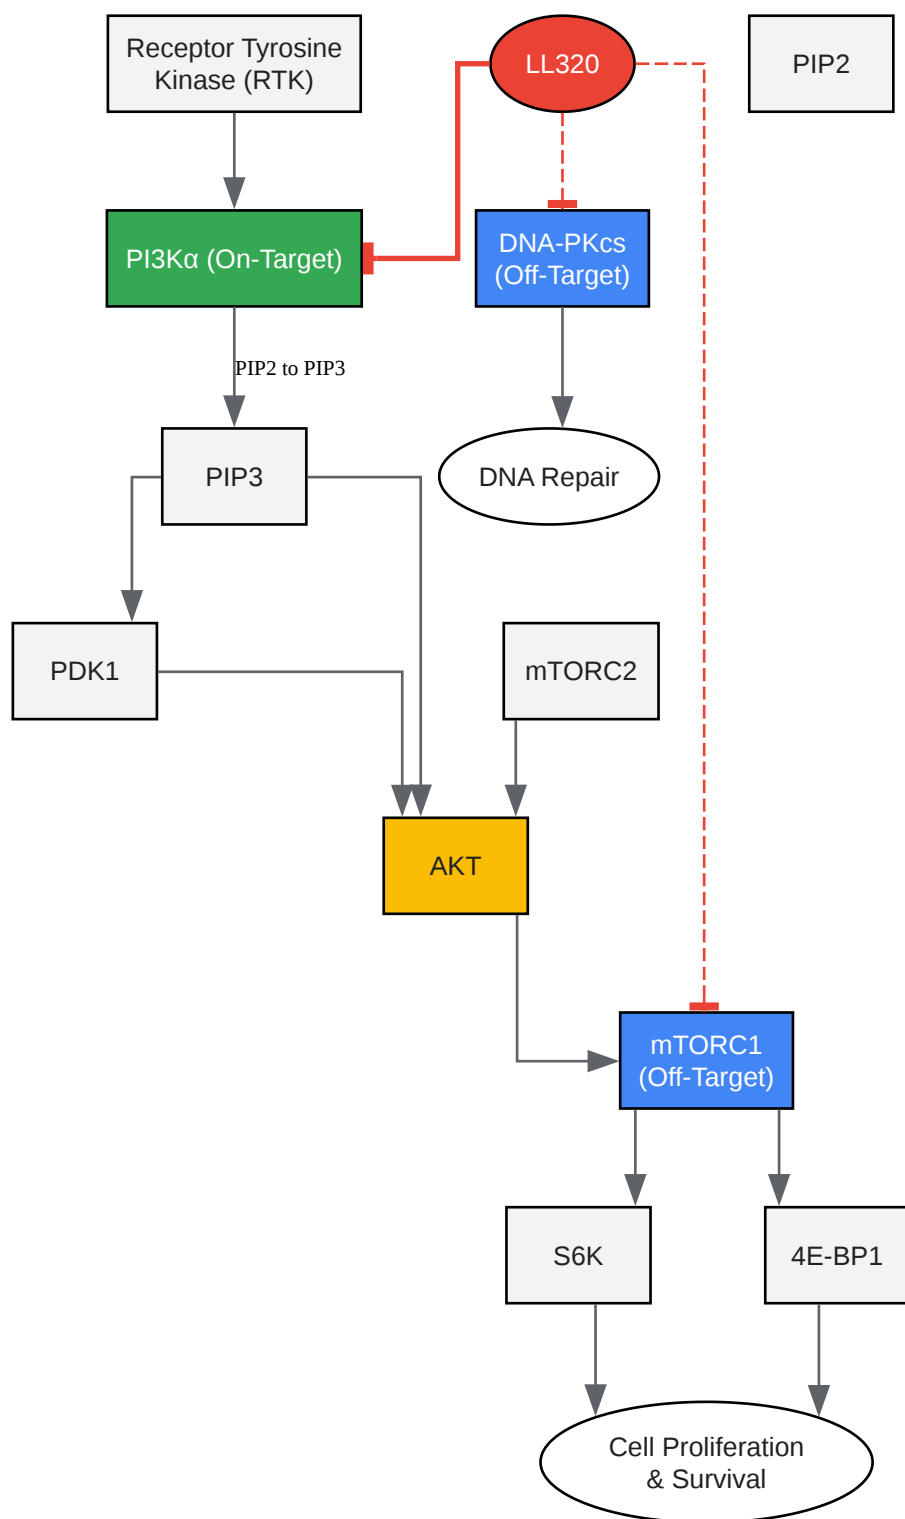 Receptor Tyrosine
Kinase (RTK)
LL320
PIP2
PI3Kα (On-Target)
DNA-PKcs
(Off-Target)
PIP2 to PIP3
PIP3
DNA Repair
PDK1
mTORC2
AKT
mTORC1
(Off-Target)
S6K
4E-BP1
Cell Proliferation
& Survival